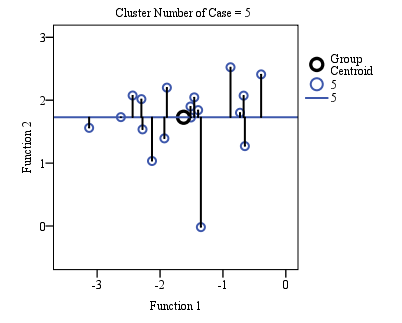 Cluster Number of Case = 5
3
2
1
0
Function 2
-3
-2
-1
0
Function 1
Group
Centroid
5
5